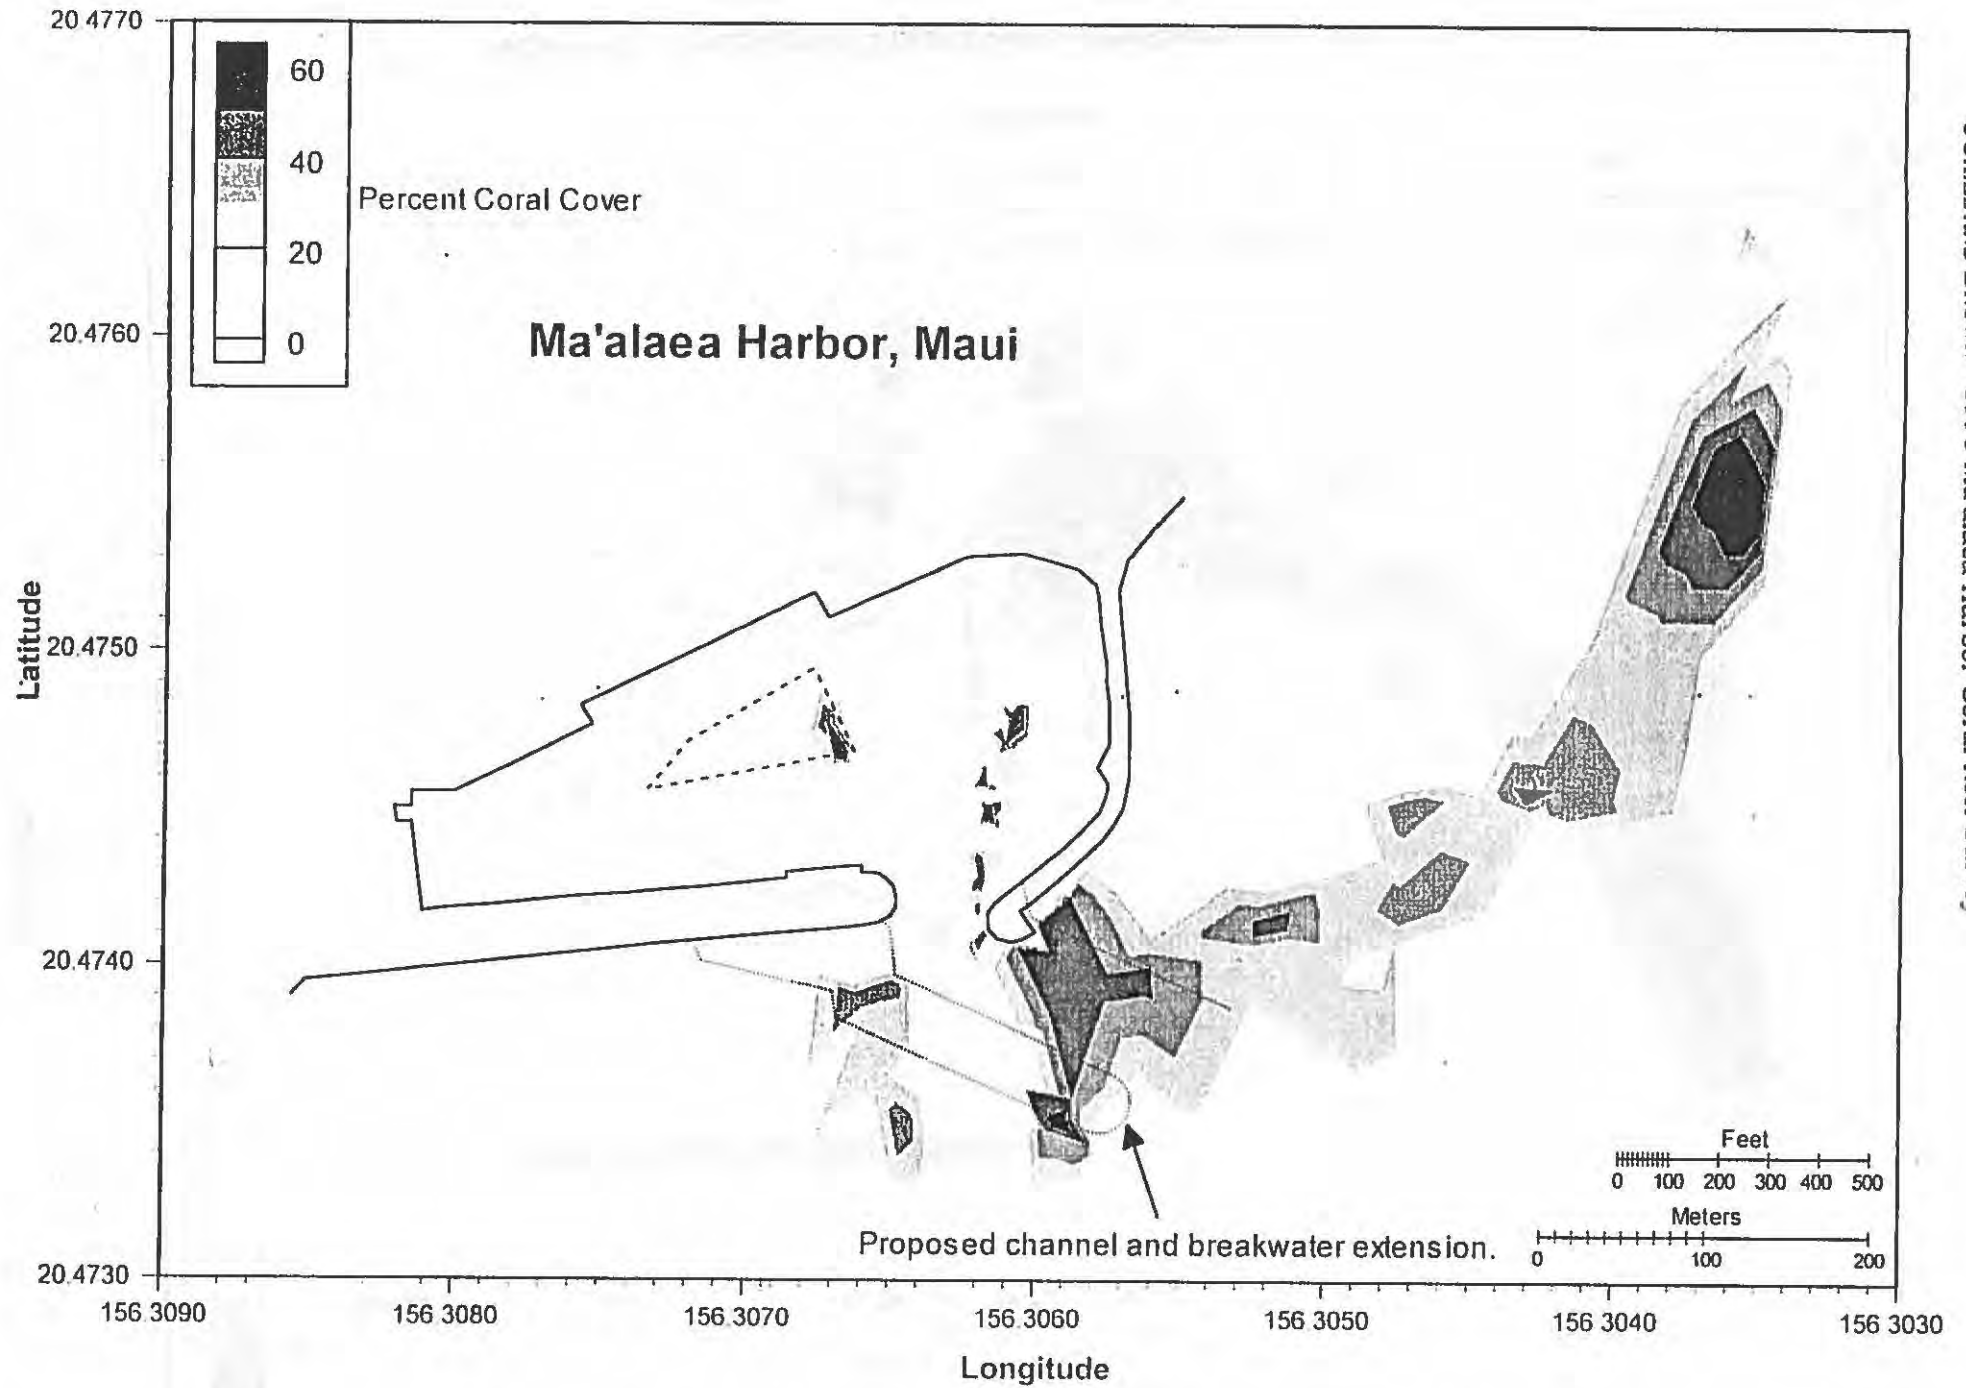 20.4770
60
40
Percent Coral Cover
20
0
20.4760
Ma'alaea Harbor, Maui
Latitude
20.4750
20.4740
Feet
0 100 200 300 400 500
Meters
0 100 200
Proposed channel and breakwater extension.
20.4730
156.3090 156.3080 156.3070 156.3060 156.3050 156 3040 156 3030
Longitude